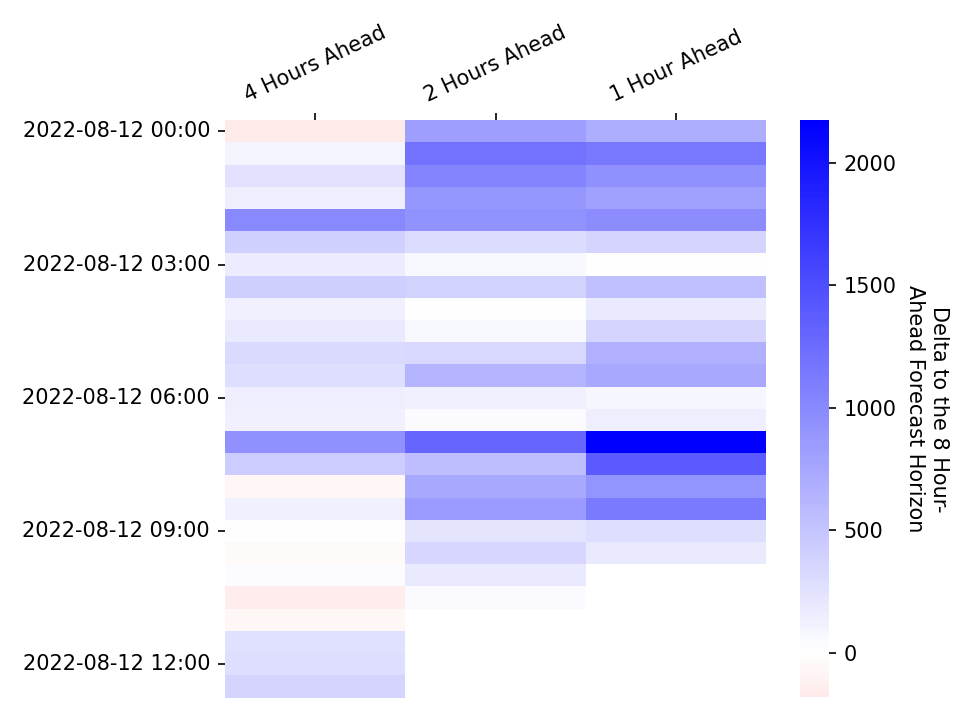 4 Hours Ahead
2 Hours Ahead
1 Hour Ahead
2022-08-12 00:00
2022-08-12 03:00
2022-08-12 06:00
2022-08-12 09:00
2022-08-12 12:00
2000
1500
1000
500
0
Delta to the 8 Hour-
Ahead Forecast Horizon